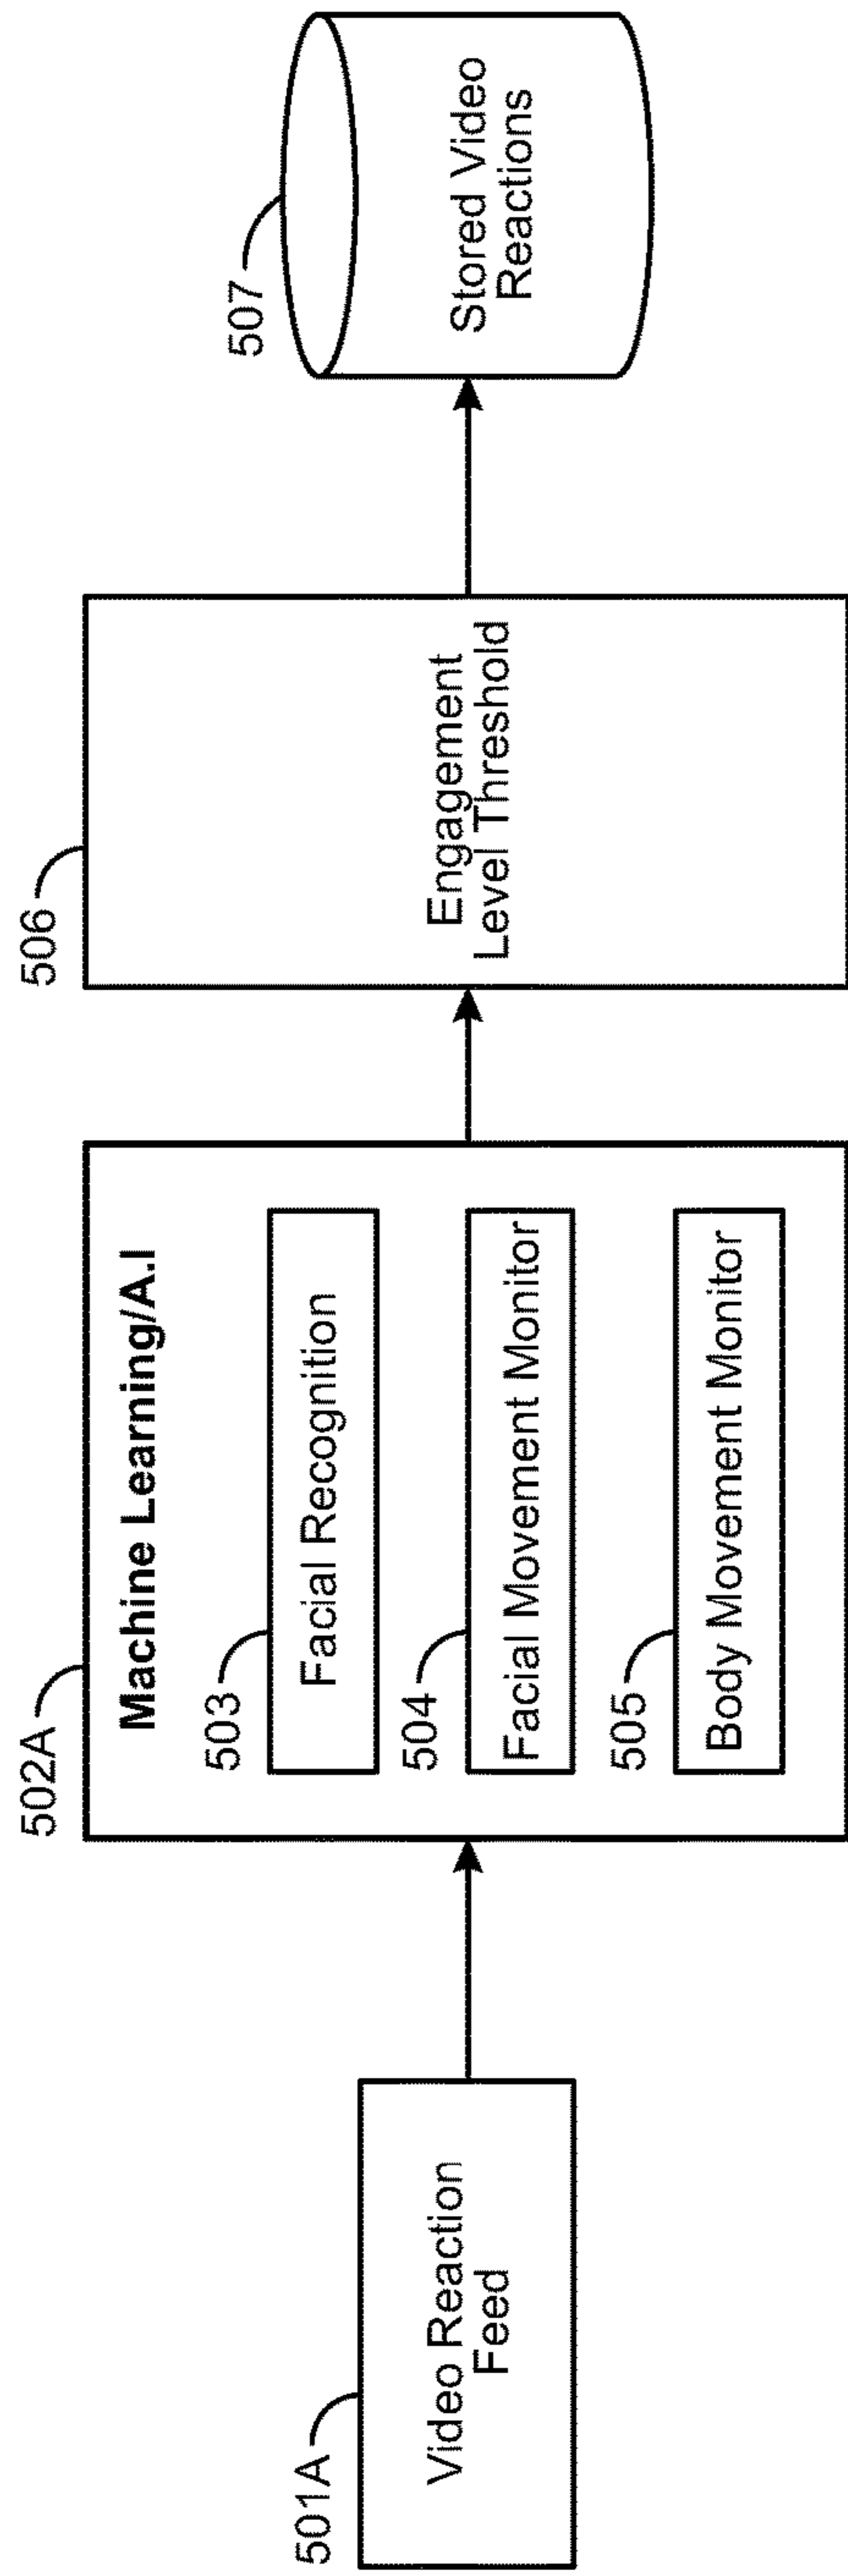 501A
Video Reaction
Feed
502A
Machine Learning/A.I
503
Facial Recognition
504
Facial Movement Monitor
505
Body Movement Monitor
506
Engagement
Level Threshold
507
Stored Video
Reactions